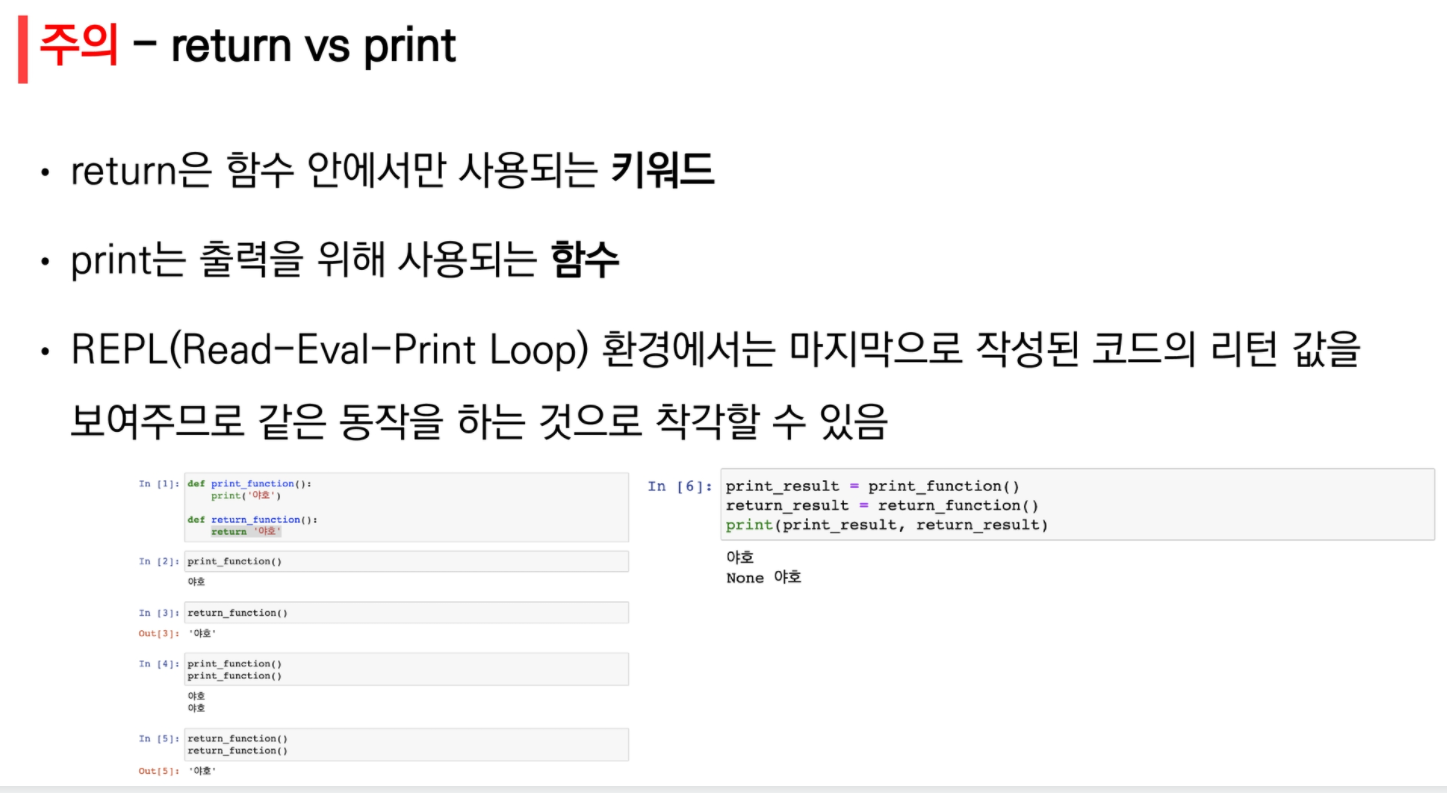 주의 - return vs print
• return은 함수 안에서만 사용되는 키워드
• print는 출력을 위해 사용되는 함수
• REPL(Read-Eval-Print Loop) 환경에서는 마지막으로 작성된 코드의 리턴 값을
보여주므로 같은 동작을 하는 것으로 착각할 수 있음
In [1]: def print_function():
print('야호')
def return_function():
return '야호'
In [2]: print_function()
야호
In [3]: return_function()
Out[3]: '야호'
In [4]: print_function()
print_function()
야호
야호
In [5]: return_function()
return_function()
Out[5]: '야호'
In [6]: print_result = print_function()
return_result = return_function()
print(print_result, return_result)
야호
None 야호